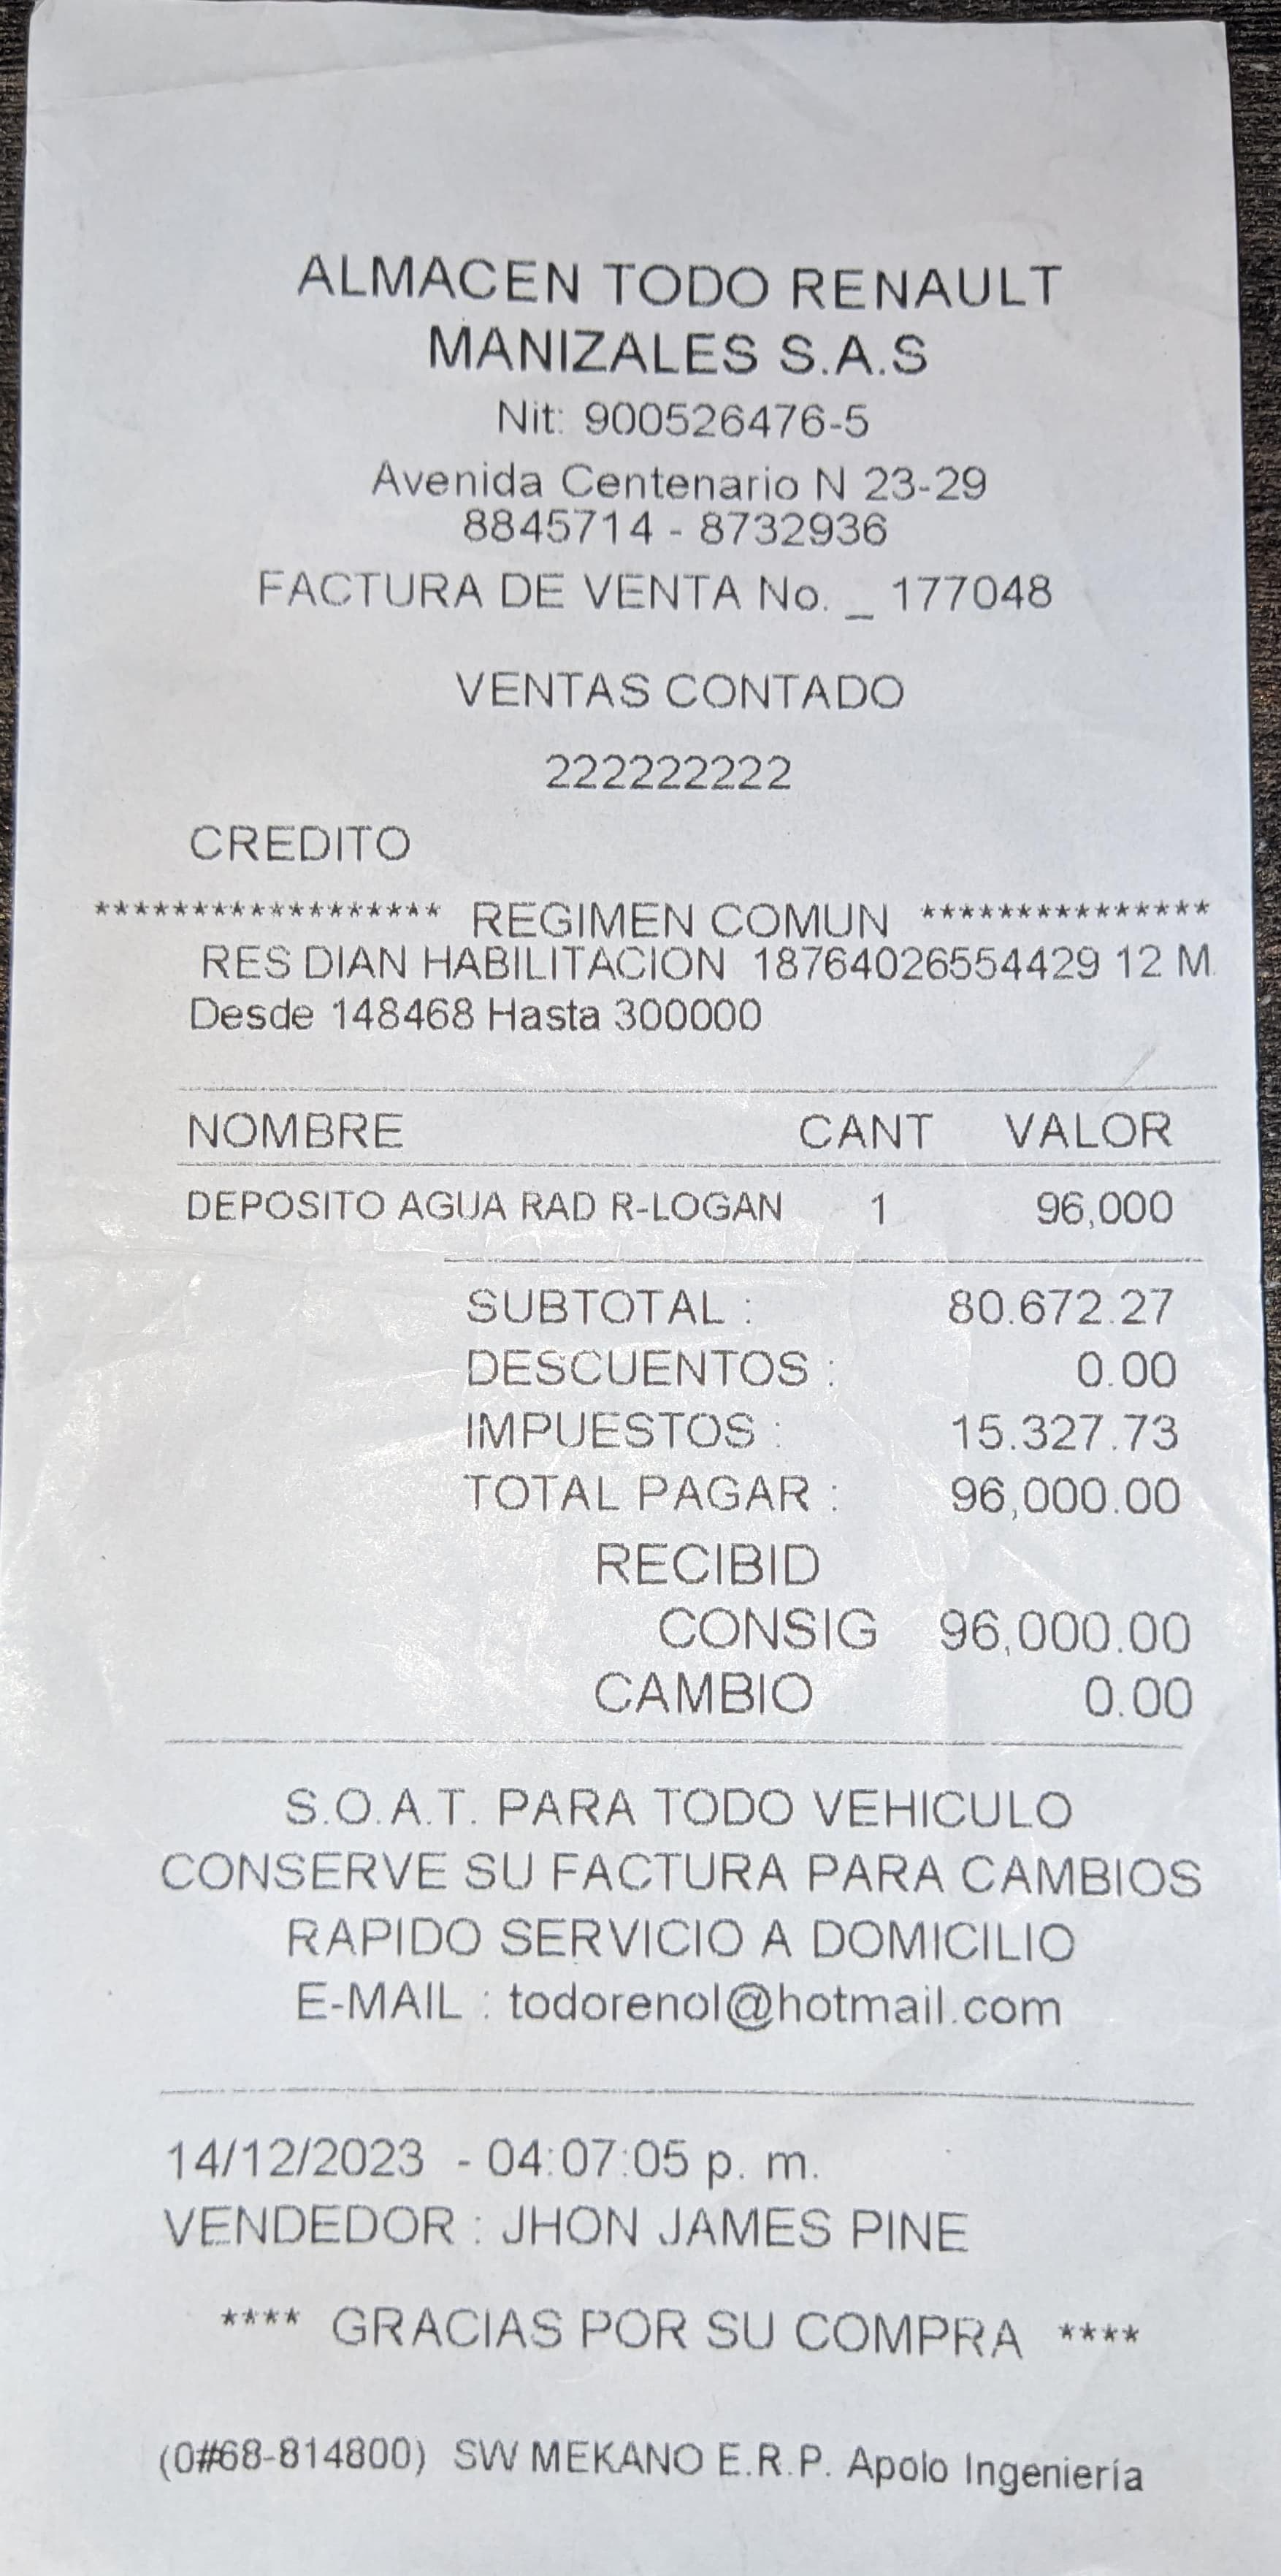 ALMACEN TODO RENAULT
MANIZALES S.A.S
Nit: 900526476-5
Avenida Centenario N 23-29
8845714 - 8732936
FACTURA DE VENTA No. _ 177048
VENTAS CONTADO
222222222
CREDITO
****************** REGIMEN COMUN ***************
RES DIAN HABILITACION 18764026554429 12 M
Desde 148468 Hasta 300000
NOMBRE CANT VALOR
DEPOSITO AGUA RAD R-LOGAN 1 96,000
SUBTOTAL : 80.672.27
DESCUENTOS : 0.00
IMPUESTOS : 15.327.73
TOTAL PAGAR : 96,000.00
RECIBID
CONSIG 96,000.00
CAMBIO 0.00
S.O.A.T. PARA TODO VEHICULO
CONSERVE SU FACTURA PARA CAMBIOS
RAPIDO SERVICIO A DOMICILIO
E-MAIL : todorenol@hotmail.com
14/12/2023 - 04:07:05 p. m.
VENDEDOR : JHON JAMES PINE
**** GRACIAS POR SU COMPRA ****
(0#68-814800) SW MEKANO E.R.P. Apolo Ingeniería